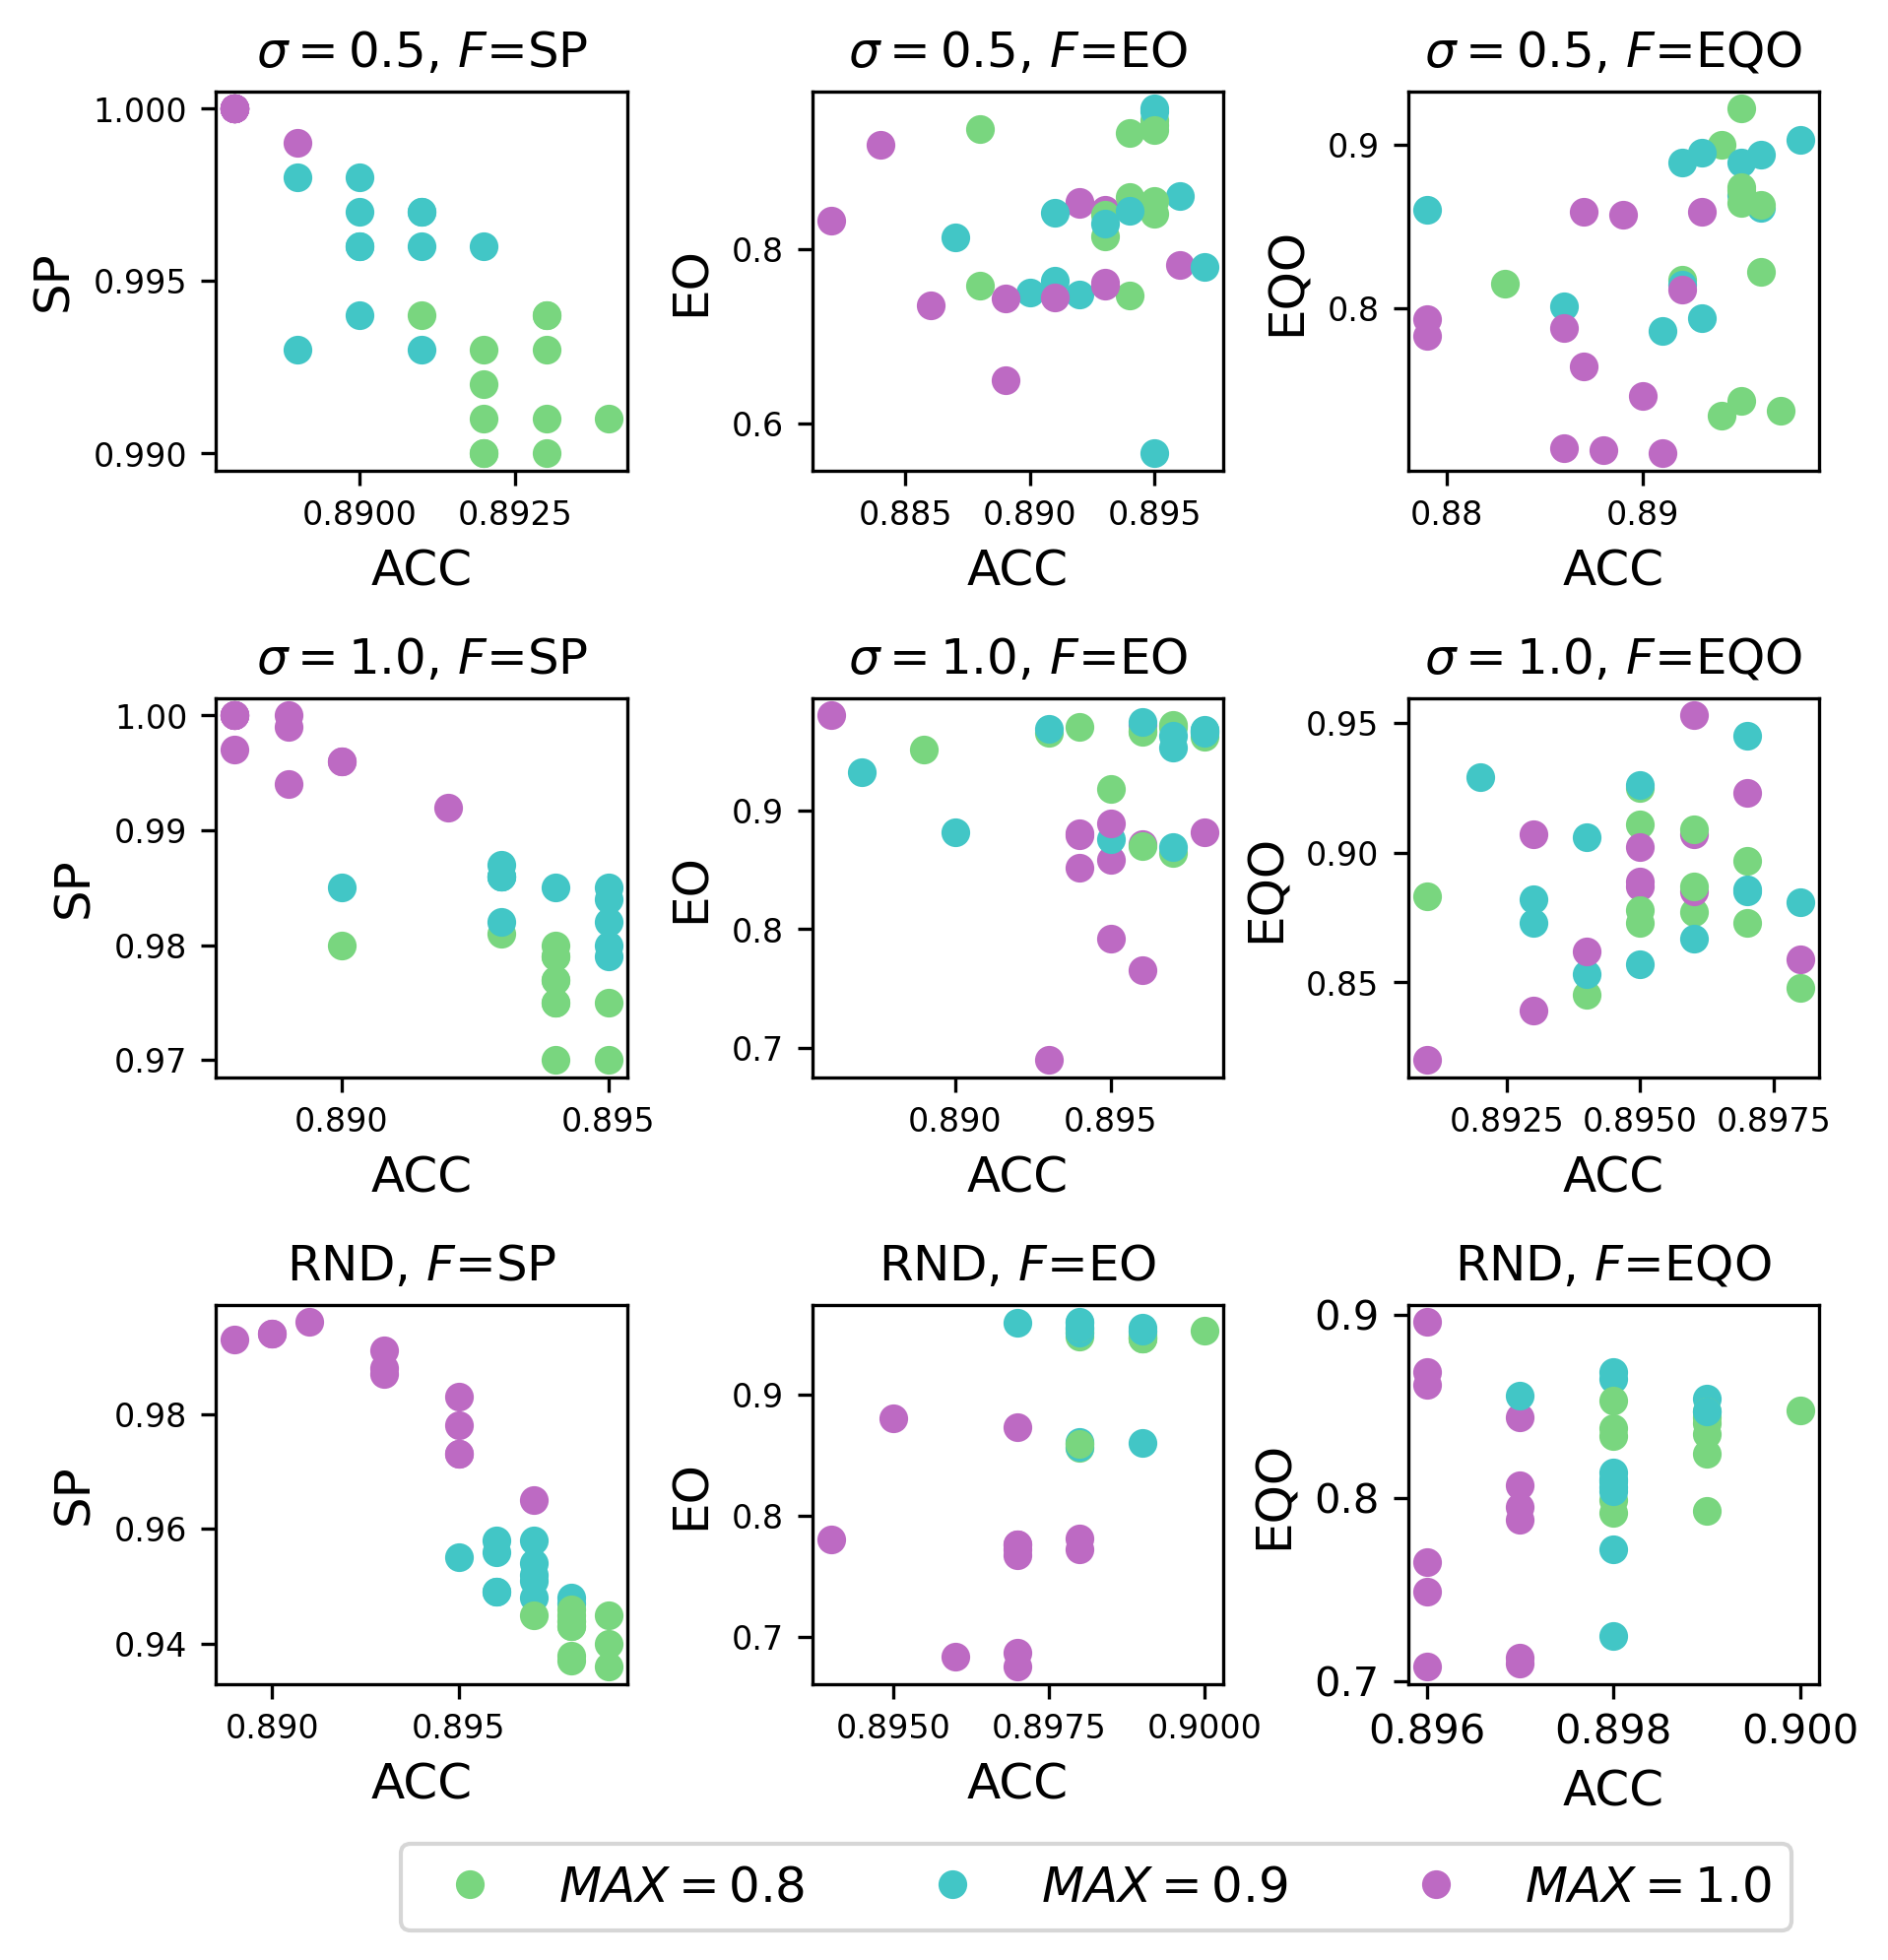 σ = 0.5, F=SP
σ = 0.5, F=EO
σ = 0.5, F=EQO
1.000
0.995
0.990
SP
0.8900
0.8925
ACC
0.8
0.6
EO
0.885
0.890
0.895
ACC
0.9
0.8
EQO
0.88
0.89
ACC
σ = 1.0, F=SP
σ = 1.0, F=EO
σ = 1.0, F=EQO
1.00
0.99
0.98
0.97
SP
0.890
0.895
ACC
0.9
0.8
0.7
EO
0.890
0.895
ACC
0.95
0.90
0.85
EQO
0.8925
0.8950
0.8975
ACC
RND, F=SP
RND, F=EO
RND, F=EQO
0.98
0.96
0.94
SP
0.890
0.895
ACC
0.9
0.8
0.7
EO
0.8950
0.8975
0.9000
ACC
0.9
0.8
0.7
EQO
0.896
0.898
0.900
ACC
MAX = 0.8
MAX = 0.9
MAX = 1.0